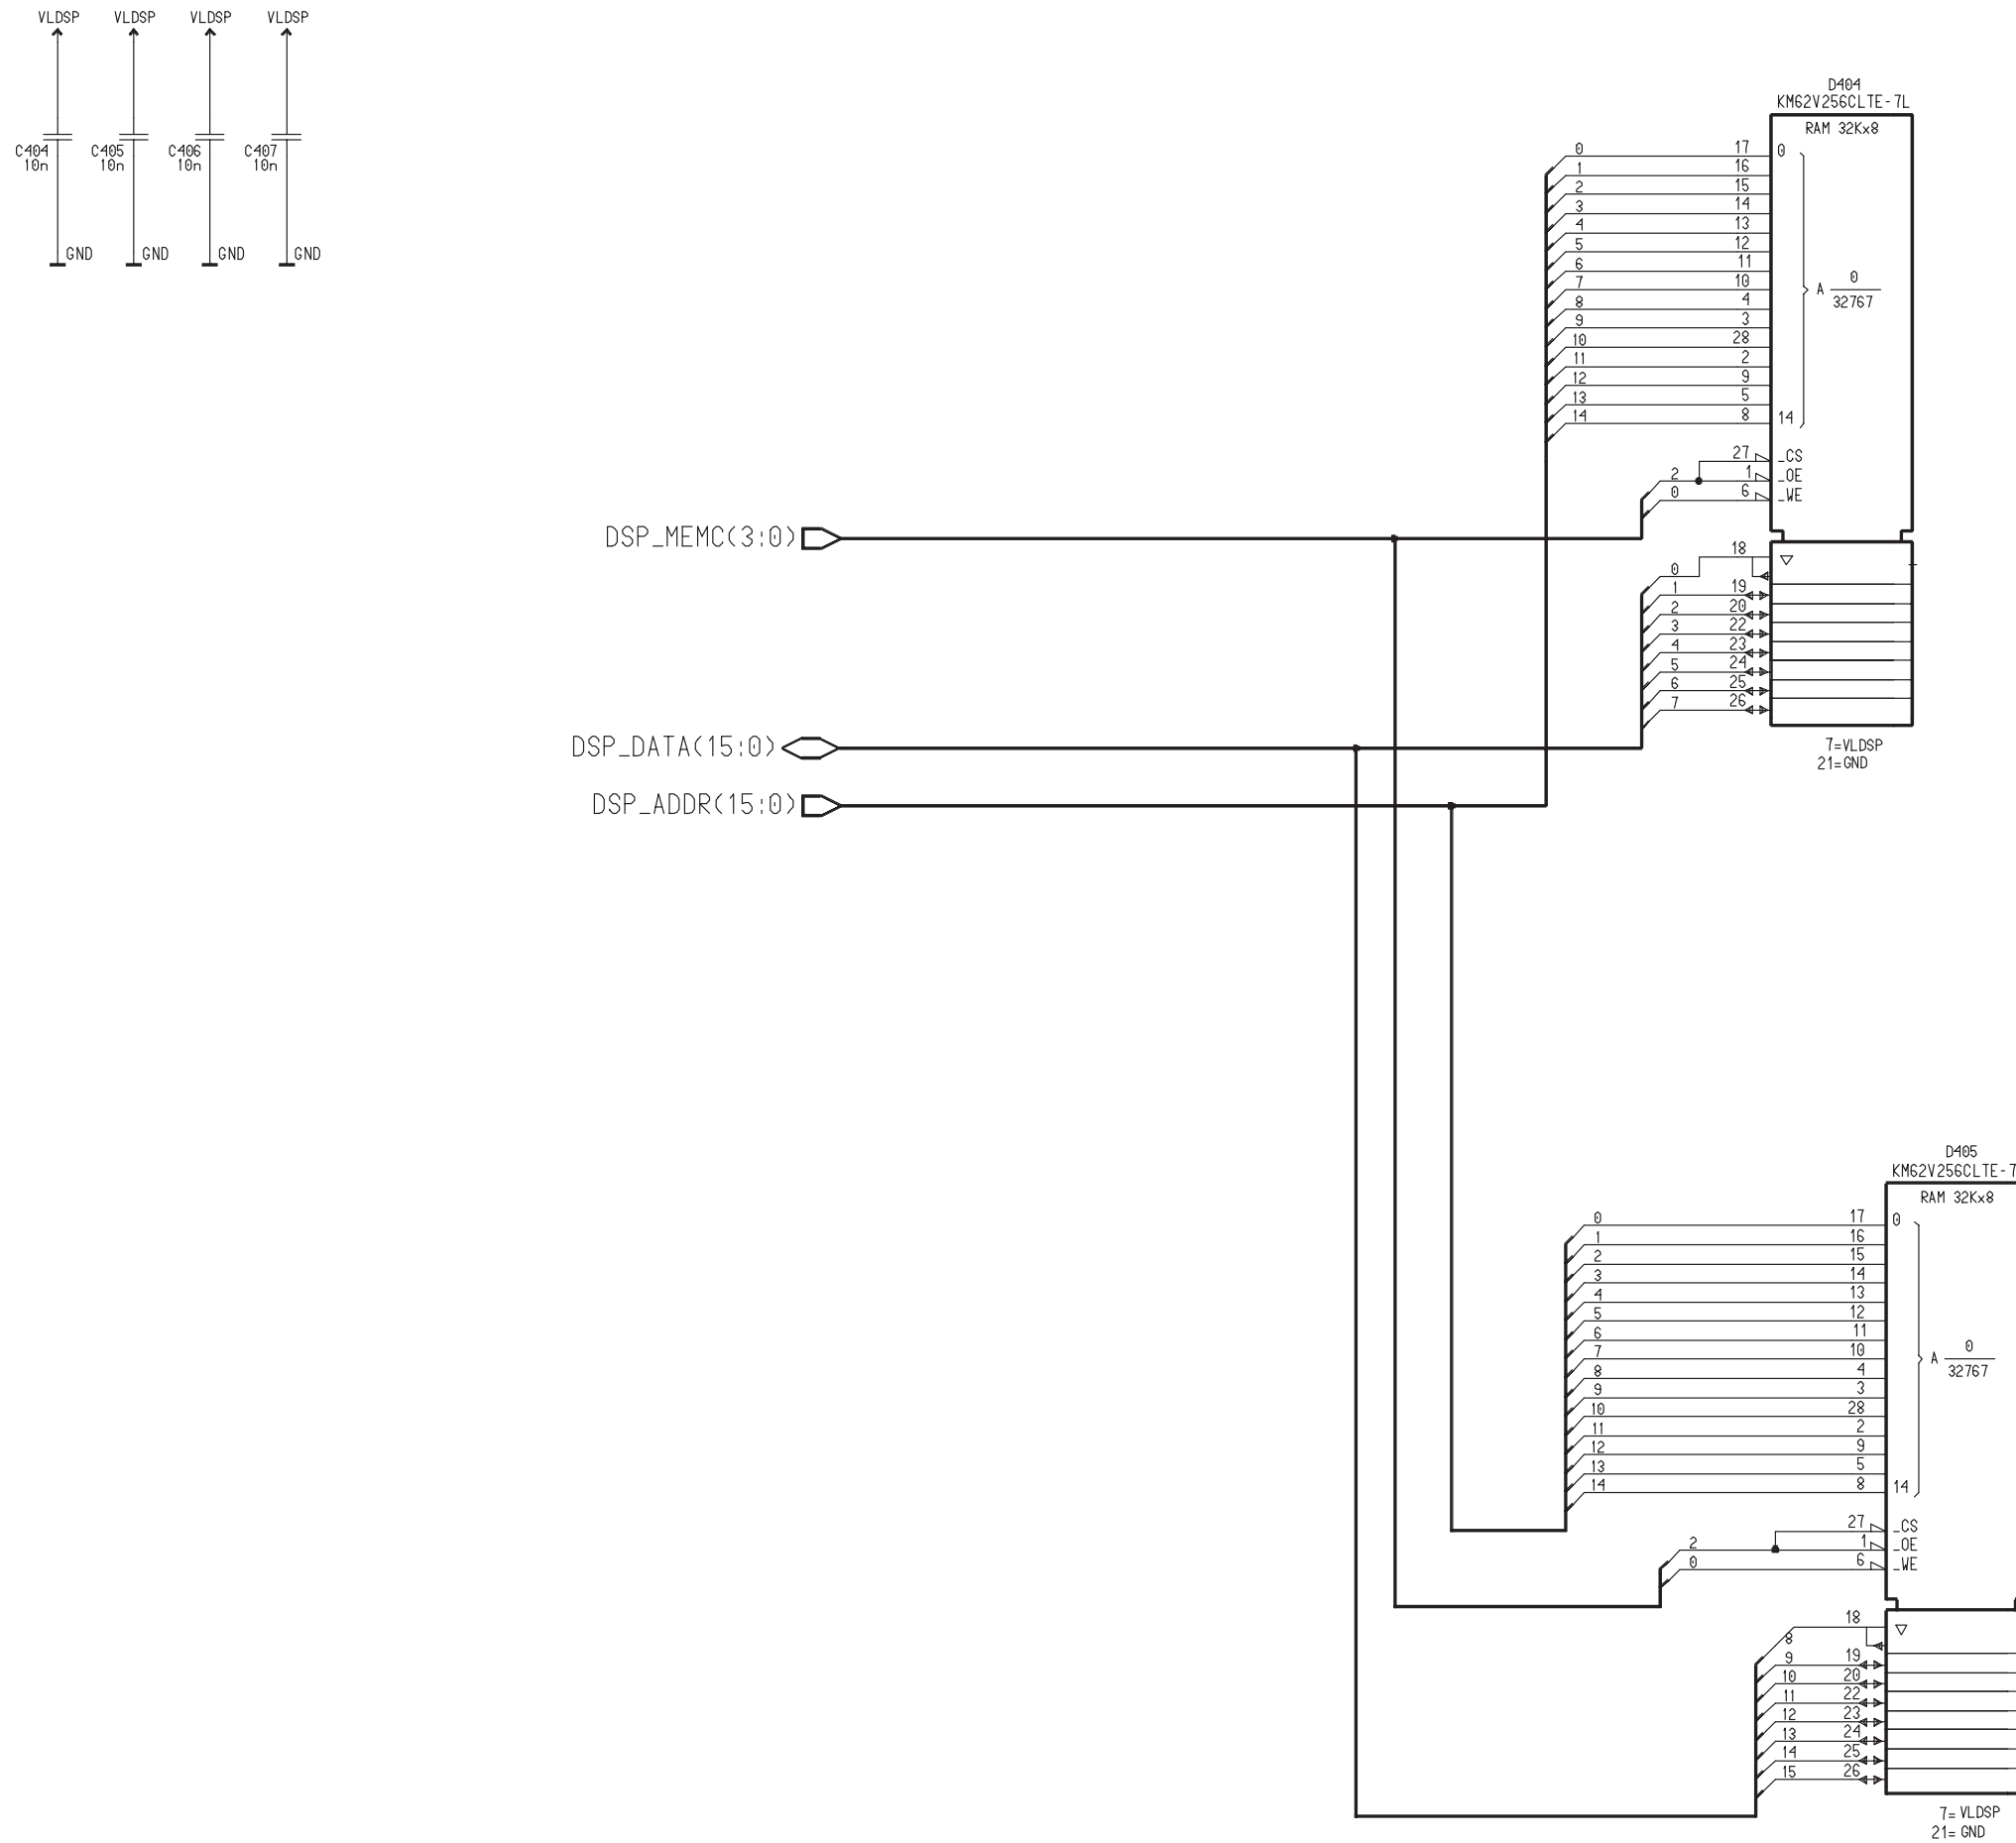 VLDSP VLDSP VLDSP VLDSP
C404 C405 C406 C407
10n 10n 10n 10n
GND GND GND GND
D404
KM62V256CLTE-7L
RAM 32Kx8
0 17 0
1 16
2 15
3 14
4 13
5 12
6 11
7 10
A 0
32767
8 4
9 3
10 28
11 2
12 9
13 5
14 8 14
27 _CS
2 1 _OE
0 6 _WE
DSP_MEMC(3:0)
18
0
1 19
2 20
3 22
4 23
5 24
6 25
7 26
DSP_DATA(15:0)
7=VLDSP
21=GND
DSP_ADDR(15:0)
D405
KM62V256CLTE-7
RAM 32Kx8
0 17 0
1 16
2 15
3 14
4 13
5 12
6 11
7 10
A 0
32767
8 4
9 3
10 28
11 2
12 9
13 5
14 8 14
27 _CS
2 1 _OE
0 6 _WE
18
8
9 19
10 20
11 22
12 23
13 24
14 25
15 26
7= VLDSP
21= GND